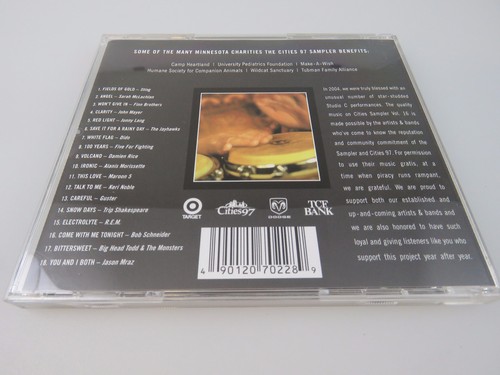 SOME OF THE MANY MINNESOTA CHARITIES THE CITIES 97 SAMPLER BENEFITS.
Camp Heartland | University Pediatrics Foundation | Make-A-Wish
Humane Society for Companion Animals | Wildcat Sanctuary | Tubman Family Alliance
1. FIELDS OF GOLD – Sting
2. ANGEL – Sarah McLachlan
3. WON'T GIVE IN – Finn Brothers
4. CLARITY – John Mayer
5. RED LIGHT – Jonny Lang
6. SAVE IT FOR A RAINY DAY – The Jayhawks
7. WHITE FLAG – Dido
8. 100 YEARS – Five For Fighting
9. VOLCANO – Damien Rice
10. IRONIC – Alanis Morissette
11. THIS LOVE – Maroon 5
12. TALK TO ME – Keri Noble
13. CAREFUL – Guster
14. SNOW DAYS – Trip Shakespeare
15. ELECTROLYTE – R.E.M.
16. COME WITH ME TONIGHT – Bob Schneider
17. BITTERSWEET – Big Head Todd & The Monsters
18. YOU AND I BOTH – Jason Mraz
In 2004, we were truly blessed with an
unusual number of star-studded
Studio C performances. The quality
music on Cities Sampler Vol. 16 is
made possible by the artists & bands
who've come to know the reputation
and community commitment of the
Sampler and Cities 97. For permission
to use their music gratis, at a
time when piracy runs rampant,
we are grateful. We are proud to
support both our established and
up-and-coming artists & bands and
we are also honored to have such
loyal and giving listeners like you who
support this project year after year.
TARGET
Cities97
DODGE
TCF
BANK
4 90120 70228 9